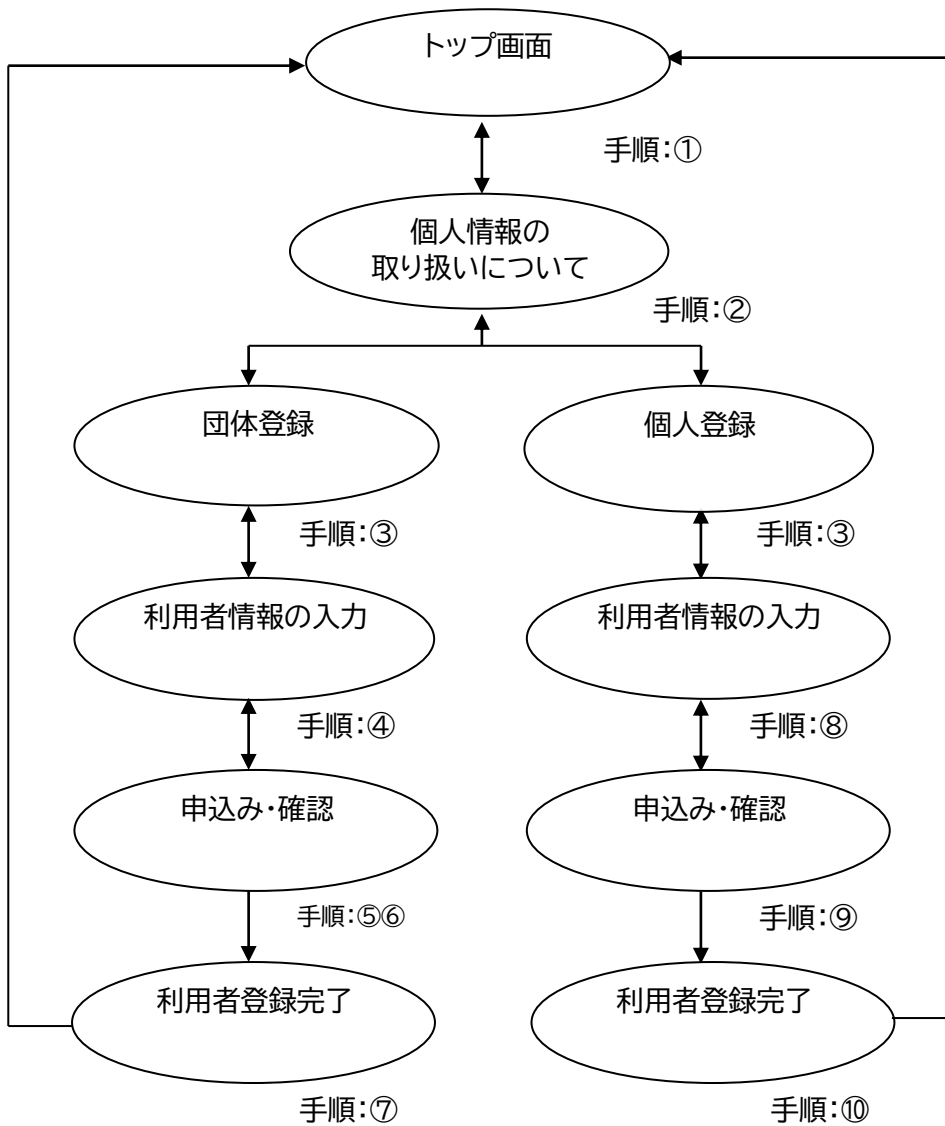 トップ画面
手順:①
個人情報の
取り扱いについて
手順:②
団体登録
個人登録
手順:③
手順:③
利用者情報の入力
利用者情報の入力
手順:④
手順:⑧
申込み・確認
申込み・確認
手順:⑤⑥
手順:⑨
利用者登録完了
利用者登録完了
手順:⑦
手順:⑩